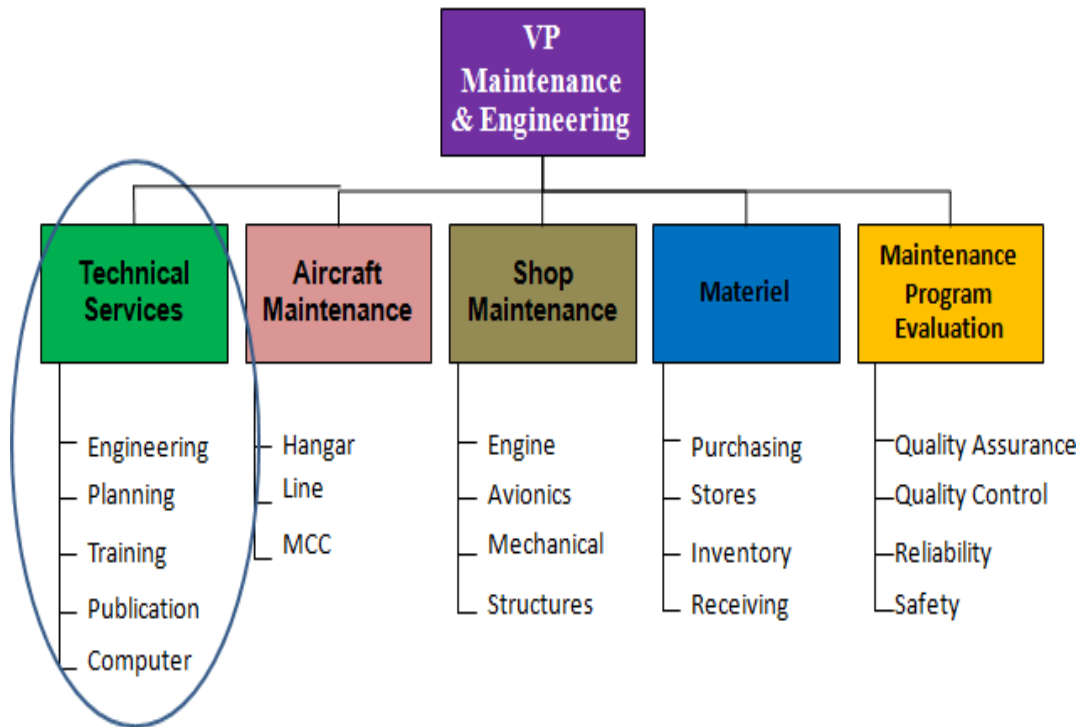 VP
Maintenance
& Engineering
Technical
Services
Aircraft
Maintenance
Shop
Maintenance
Materiel
Maintenance
Program
Evaluation
Engineering
Planning
Training
Publication
Computer
Hangar
Line
MCC
Engine
Avionics
Mechanical
Structures
Purchasing
Stores
Inventory
Receiving
Quality Assurance
Quality Control
Reliability
Safety